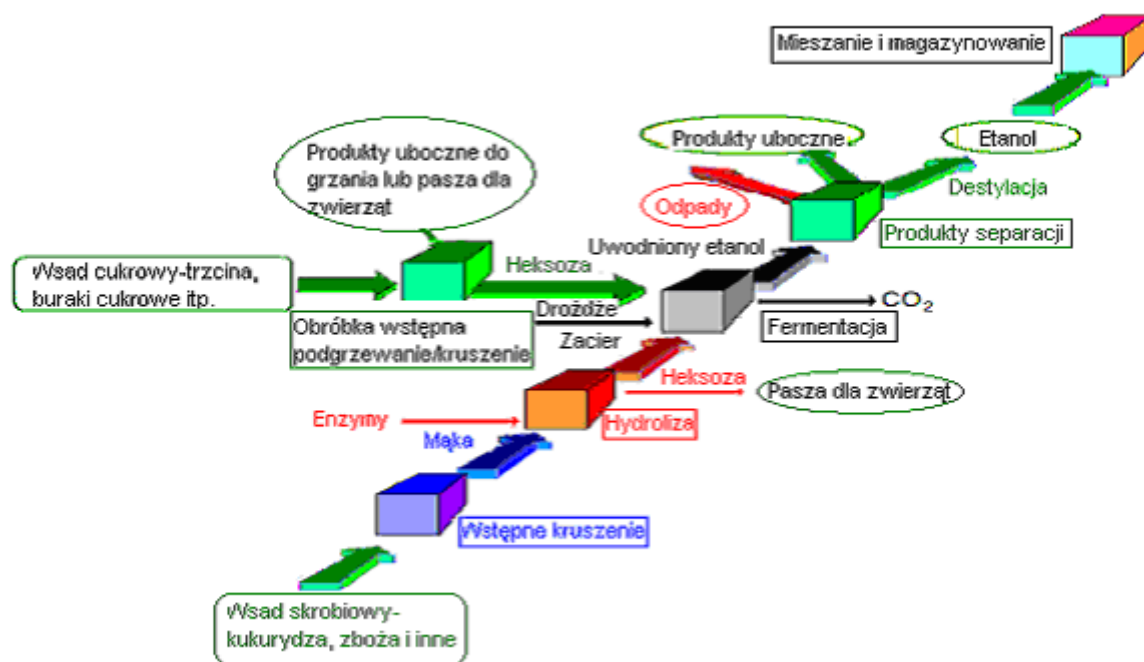 Mieszanie i magazynowanie
Produkty uboczne
Etanol
Produkty uboczne do
grzania lub pasza dla
zwierząt
Destylacja
Odpady
Produkty separacji
Uwodniony etanol
Wsad cukrowy-trzcina,
buraki cukrowe itp.
Heksoza
CO2
Drożdże
Obróbka wstępna
podgrzewanie/kruszenie
Zacier
Fermentacja
Heksoza
Pasza dla zwierząt
Enzymy
Hydroliza
Mąka
Wstępne kruszenie
Wsad skrobiowy-
kukurydza, zboża i inne